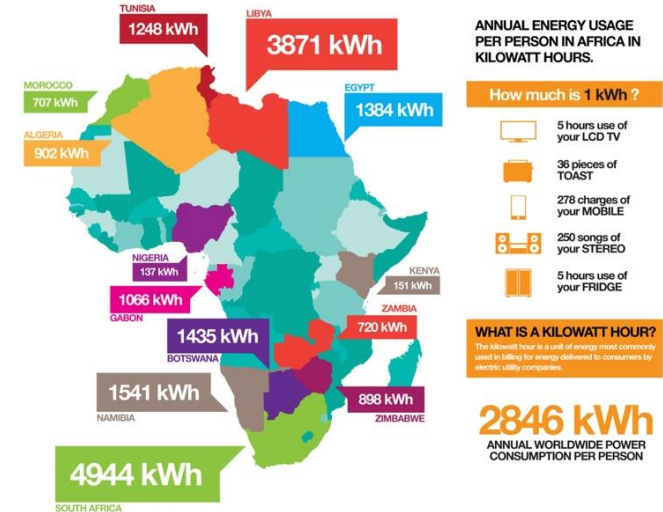 TUNISIA
1248 kWh
LIBYA
3871 kWh
MOROCCO
707 kWh
EGYPT
1384 kWh
ALGERIA
902 kWh
NIGERIA
137 kWh
KENYA
151 kWh
1066 kWh
GABON
ZAMBIA
720 kWh
1435 kWh
BOTSWANA
1541 kWh
NAMIBIA
898 kWh
ZIMBABWE
4944 kWh
SOUTH AFRICA
ANNUAL ENERGY USAGE
PER PERSON IN AFRICA IN
KILOWATT HOURS.
How much is 1 kWh ?
5 hours use of
your LCD TV
36 pieces of
TOAST
278 charges of
your MOBILE
250 songs of
your STEREO
5 hours use of
your FRIDGE
WHAT IS A KILOWATT HOUR?
The kilowatt hour is a unit of energy most commonly
used in billing for energy delivered to consumers by
electric utility companies.
2846 kWh
ANNUAL WORLDWIDE POWER
CONSUMPTION PER PERSON